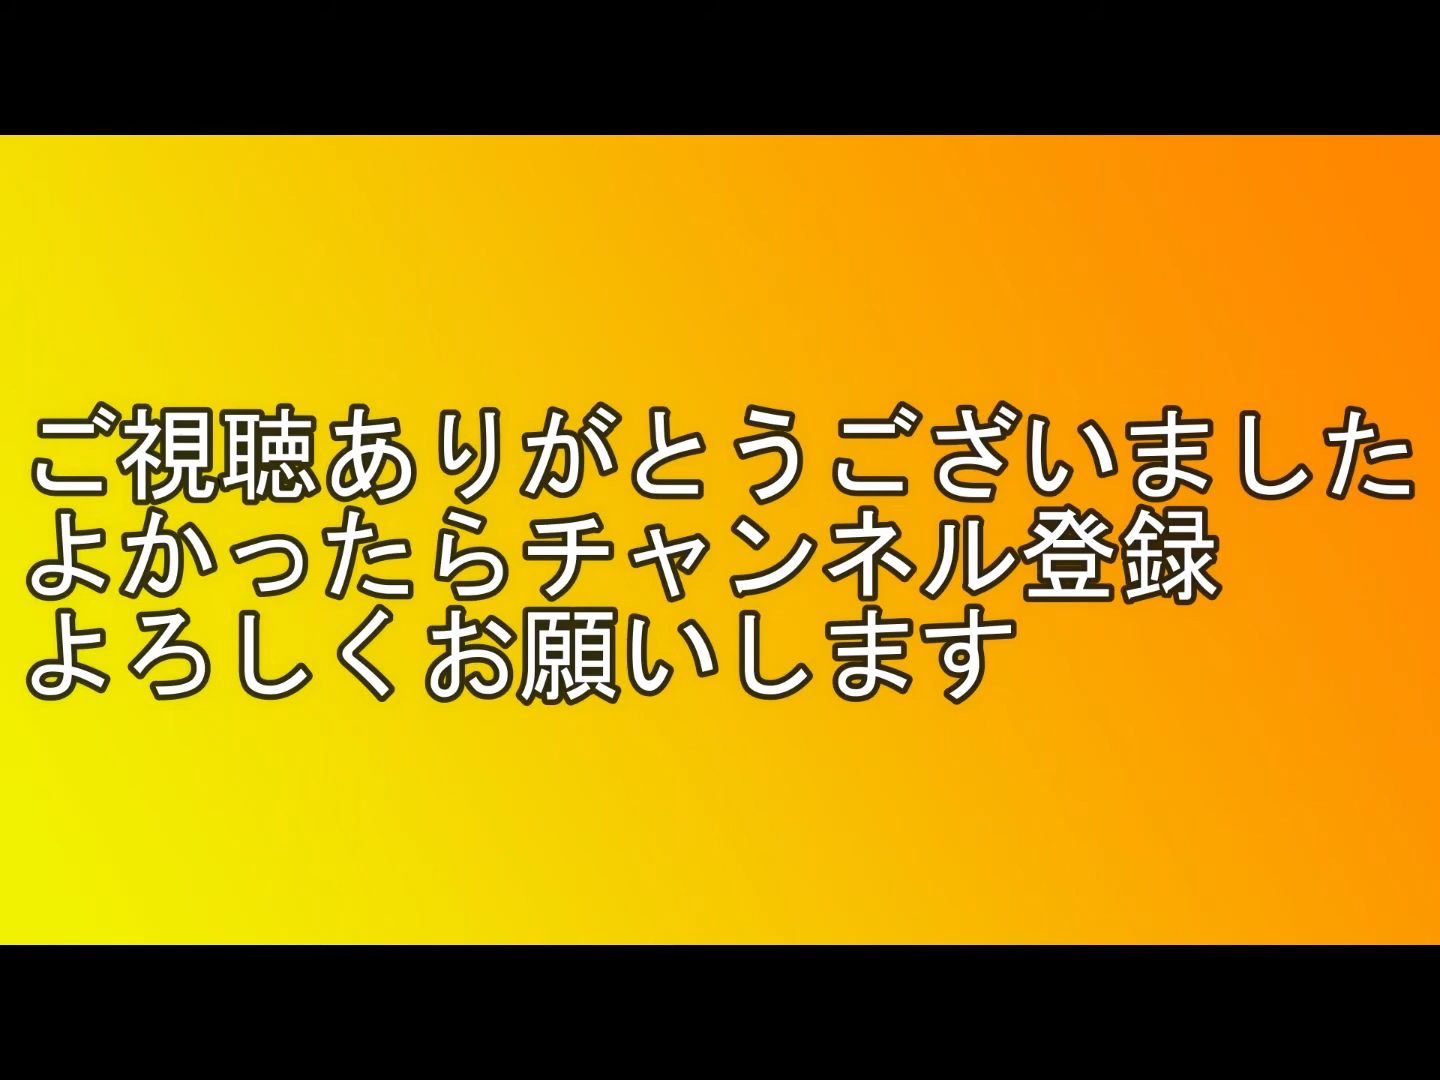 ご視聴ありがとうございました
よかったらチャンネル登録
よろしくお願いします